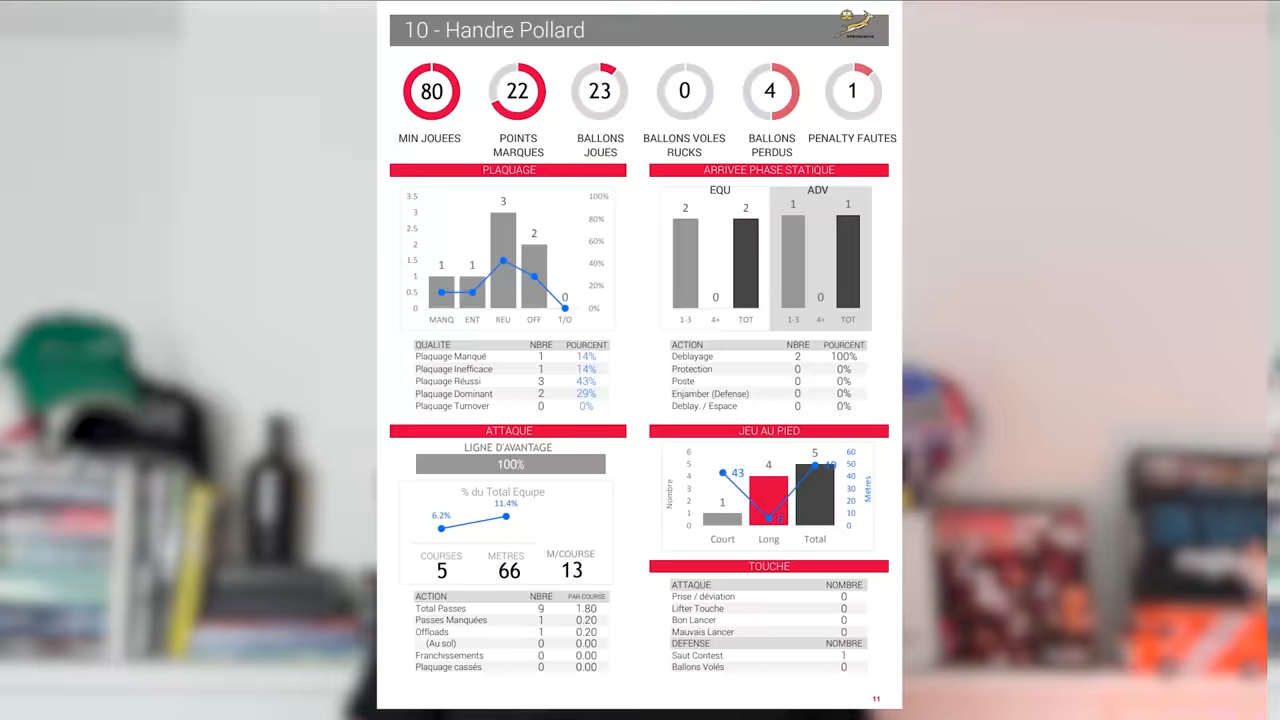 10 - Handre Pollard
80
22
23
0
4
1
MIN JOUEES
POINTS MARQUES
BALLONS JOUES
BALLONS VOLES RUCKS
BALLONS PERDUS
PENALTY FAUTES
PLAQUAGE
3.5
3
2.5
2
1.5
1
0.5
0
1
1
3
2
0
100%
80%
60%
40%
20%
0%
MANQ ENT REU OFF T/O
QUALITE NBRE POURCENT
Plaquage Manqué 1 14%
Plaquage Inefficace 1 14%
Plaquage Réussi 3 43%
Plaquage Dominant 2 29%
Plaquage Turnover 0 0%
ARRIVEE PHASE STATIQUE
EQU
2
0
2
1-3 4+ TOT
ADV
1
0
1
1-3 4+ TOT
ACTION NBRE POURCENT
Deblayage 2 100%
Protection 0 0%
Poste 0 0%
Enjamber (Defense) 0 0%
Deblay. / Espace 0 0%
ATTAQUE
LIGNE D'AVANTAGE
100%
% du Total Equipe
6.2%
11.4%
COURSES METRES M/COURSE
5 66 13
ACTION NBRE PAR COURSE
Total Passes 9 1.80
Passes Manquées 1 0.20
Offloads 1 0.20
(Au sol) 0 0.00
Franchissements 0 0.00
Plaquage cassés 0 0.00
JEU AU PIED
Nombre
6
5
4
3
2
1
0
1
43
4
5
60
50
40
30
20
10
0
Metres
Court Long Total
TOUCHE
ATTAQUE NOMBRE
Prise / déviation 0
Lifter Touche 0
Bon Lancer 0
Mauvais Lancer 0
DEFENSE NOMBRE
Saut Contest 1
Ballons Volés 0
11